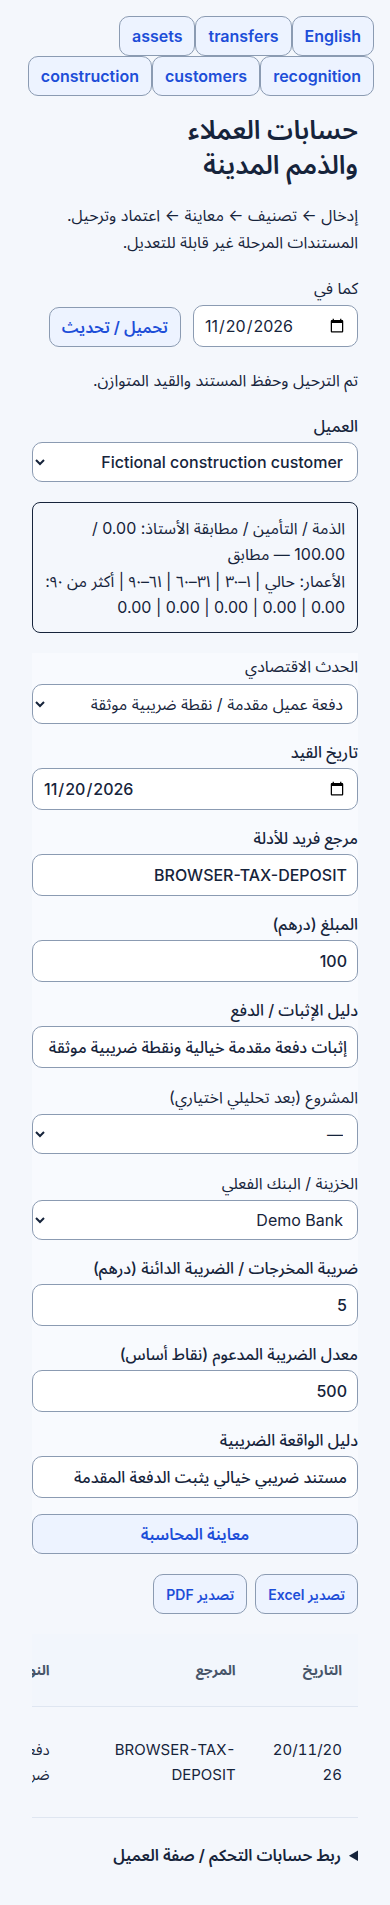 English
transfers
assets
recognition
customers
construction
حسابات العملاء
والذمم المدينة
إدخال ← تصنيف ← معاينة ← اعتماد وترحيل.
المستندات المرحلة غير قابلة للتعديل.
كما في
11/20/2026
تحميل / تحديث
تم الترحيل وحفظ المستند والقيد المتوازن.
العميل
Fictional construction customer
الذمة / التأمين / مطابقة الأستاذ: 0.00 /
100.00 — مطابق
الأعمار: حالي | ١–٣٠ | ٣١–٦٠ | ٦١–٩٠ | أكثر من ٩٠:
0.00 | 0.00 | 0.00 | 0.00 | 0.00
الحدث الاقتصادي
دفعة عميل مقدمة / نقطة ضريبية موثقة
تاريخ القيد
11/20/2026
مرجع فريد للأدلة
BROWSER-TAX-DEPOSIT
المبلغ (درهم)
100
دليل الإثبات / الدفع
إثبات دفعة مقدمة خيالية ونقطة ضريبية موثقة
المشروع (بعد تحليلي اختياري)
—
الخزينة / البنك الفعلي
Demo Bank
ضريبة المخرجات / الضريبة الدائنة (درهم)
5
معدل الضريبة المدعوم (نقاط أساس)
500
دليل الواقعة الضريبية
مستند ضريبي خيالي يثبت الدفعة المقدمة
معاينة المحاسبة
تصدير Excel
تصدير PDF
التاريخ
المرجع
20/11/20
26
BROWSER-TAX-
DEPOSIT
ربط حسابات التحكم / صفة العميل